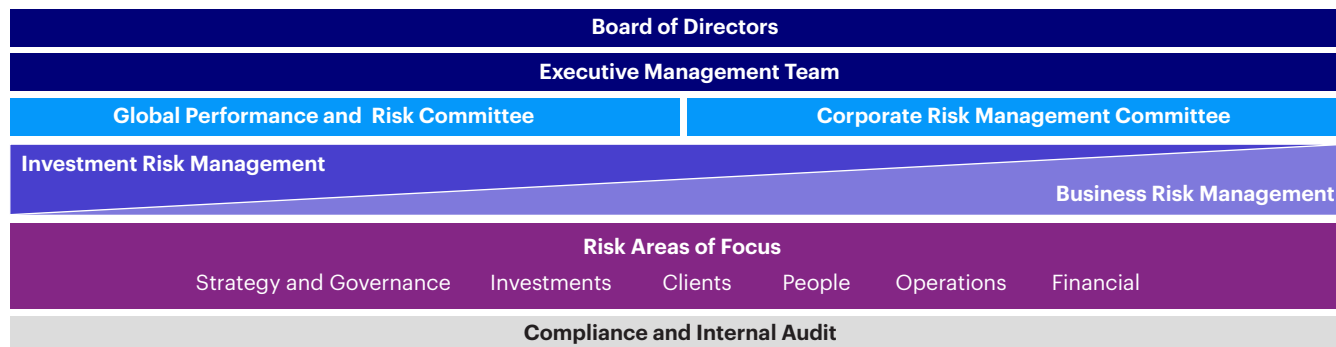 Board of Directors
Executive Management Team
Global Performance and Risk Committee
Corporate Risk Management Committee
Investment Risk Management
Business Risk Management
Risk Areas of Focus
Strategy and Governance Investments Clients People Operations Financial
Compliance and Internal Audit